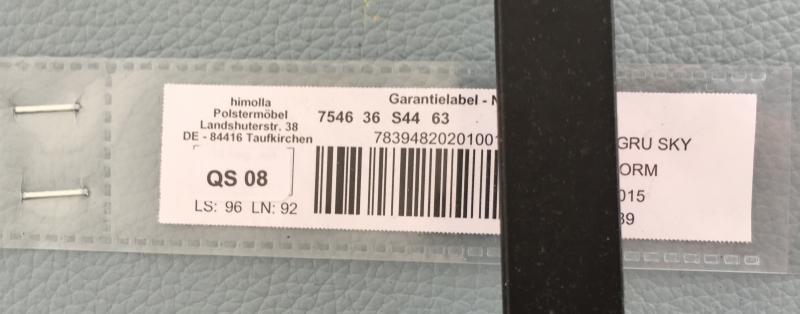 himolla
Polstermöbel
Landshuterstr. 38
DE - 84416 Taufkirchen
QS 08
LS: 96 LN: 92
Garantielabel -
7546 36 S44 63
7839482020100
GRU SKY
ORM
015
39